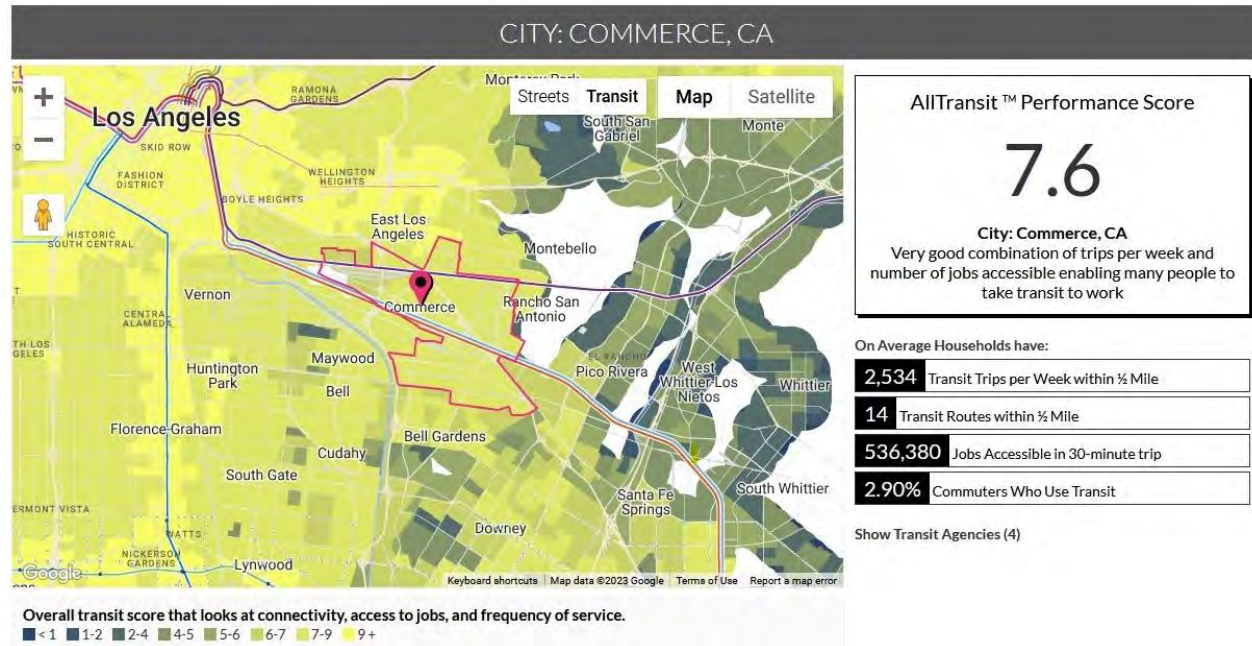 CITY: COMMERCE, CA
Streets Transit
Map Satellite
Los Angeles
SKID ROW
FASHION
DISTRICT
HISTORIC
SOUTH CENTRAL
RAMONA
GARDENS
WELLINGTON
HEIGHTS
BOYLE HEIGHTS
East Los
Angeles
South San
Gabriel
Monte
Montebello
Commerce
Rancho San
Antonio
Vernon
CENTRAL
ALAMEDA
Huntington
Park
Maywood
Bell
EL RANCHO
Pico Rivera
West
Whittier-Los
Nietos
Whittier
Florence-Graham
Bell Gardens
Cudahy
South Gate
South Whittier
Santa Fe
Springs
Downey
ERMONT VISTA
WATTS
NICKERSON
GARDENS
Lynwood
Google
Keyboard shortcuts Map data ©2023 Google Terms of Use Report a map error
Overall transit score that looks at connectivity, access to jobs, and frequency of service.
< 1 1-2 2-4 4-5 5-6 6-7 7-9 9 +
AllTransit ™ Performance Score
7.6
City: Commerce, CA
Very good combination of trips per week and
number of jobs accessible enabling many people to
take transit to work
On Average Households have:
2,534 Transit Trips per Week within ½ Mile
14 Transit Routes within ½ Mile
536,380 Jobs Accessible in 30-minute trip
2.90% Commuters Who Use Transit
Show Transit Agencies (4)